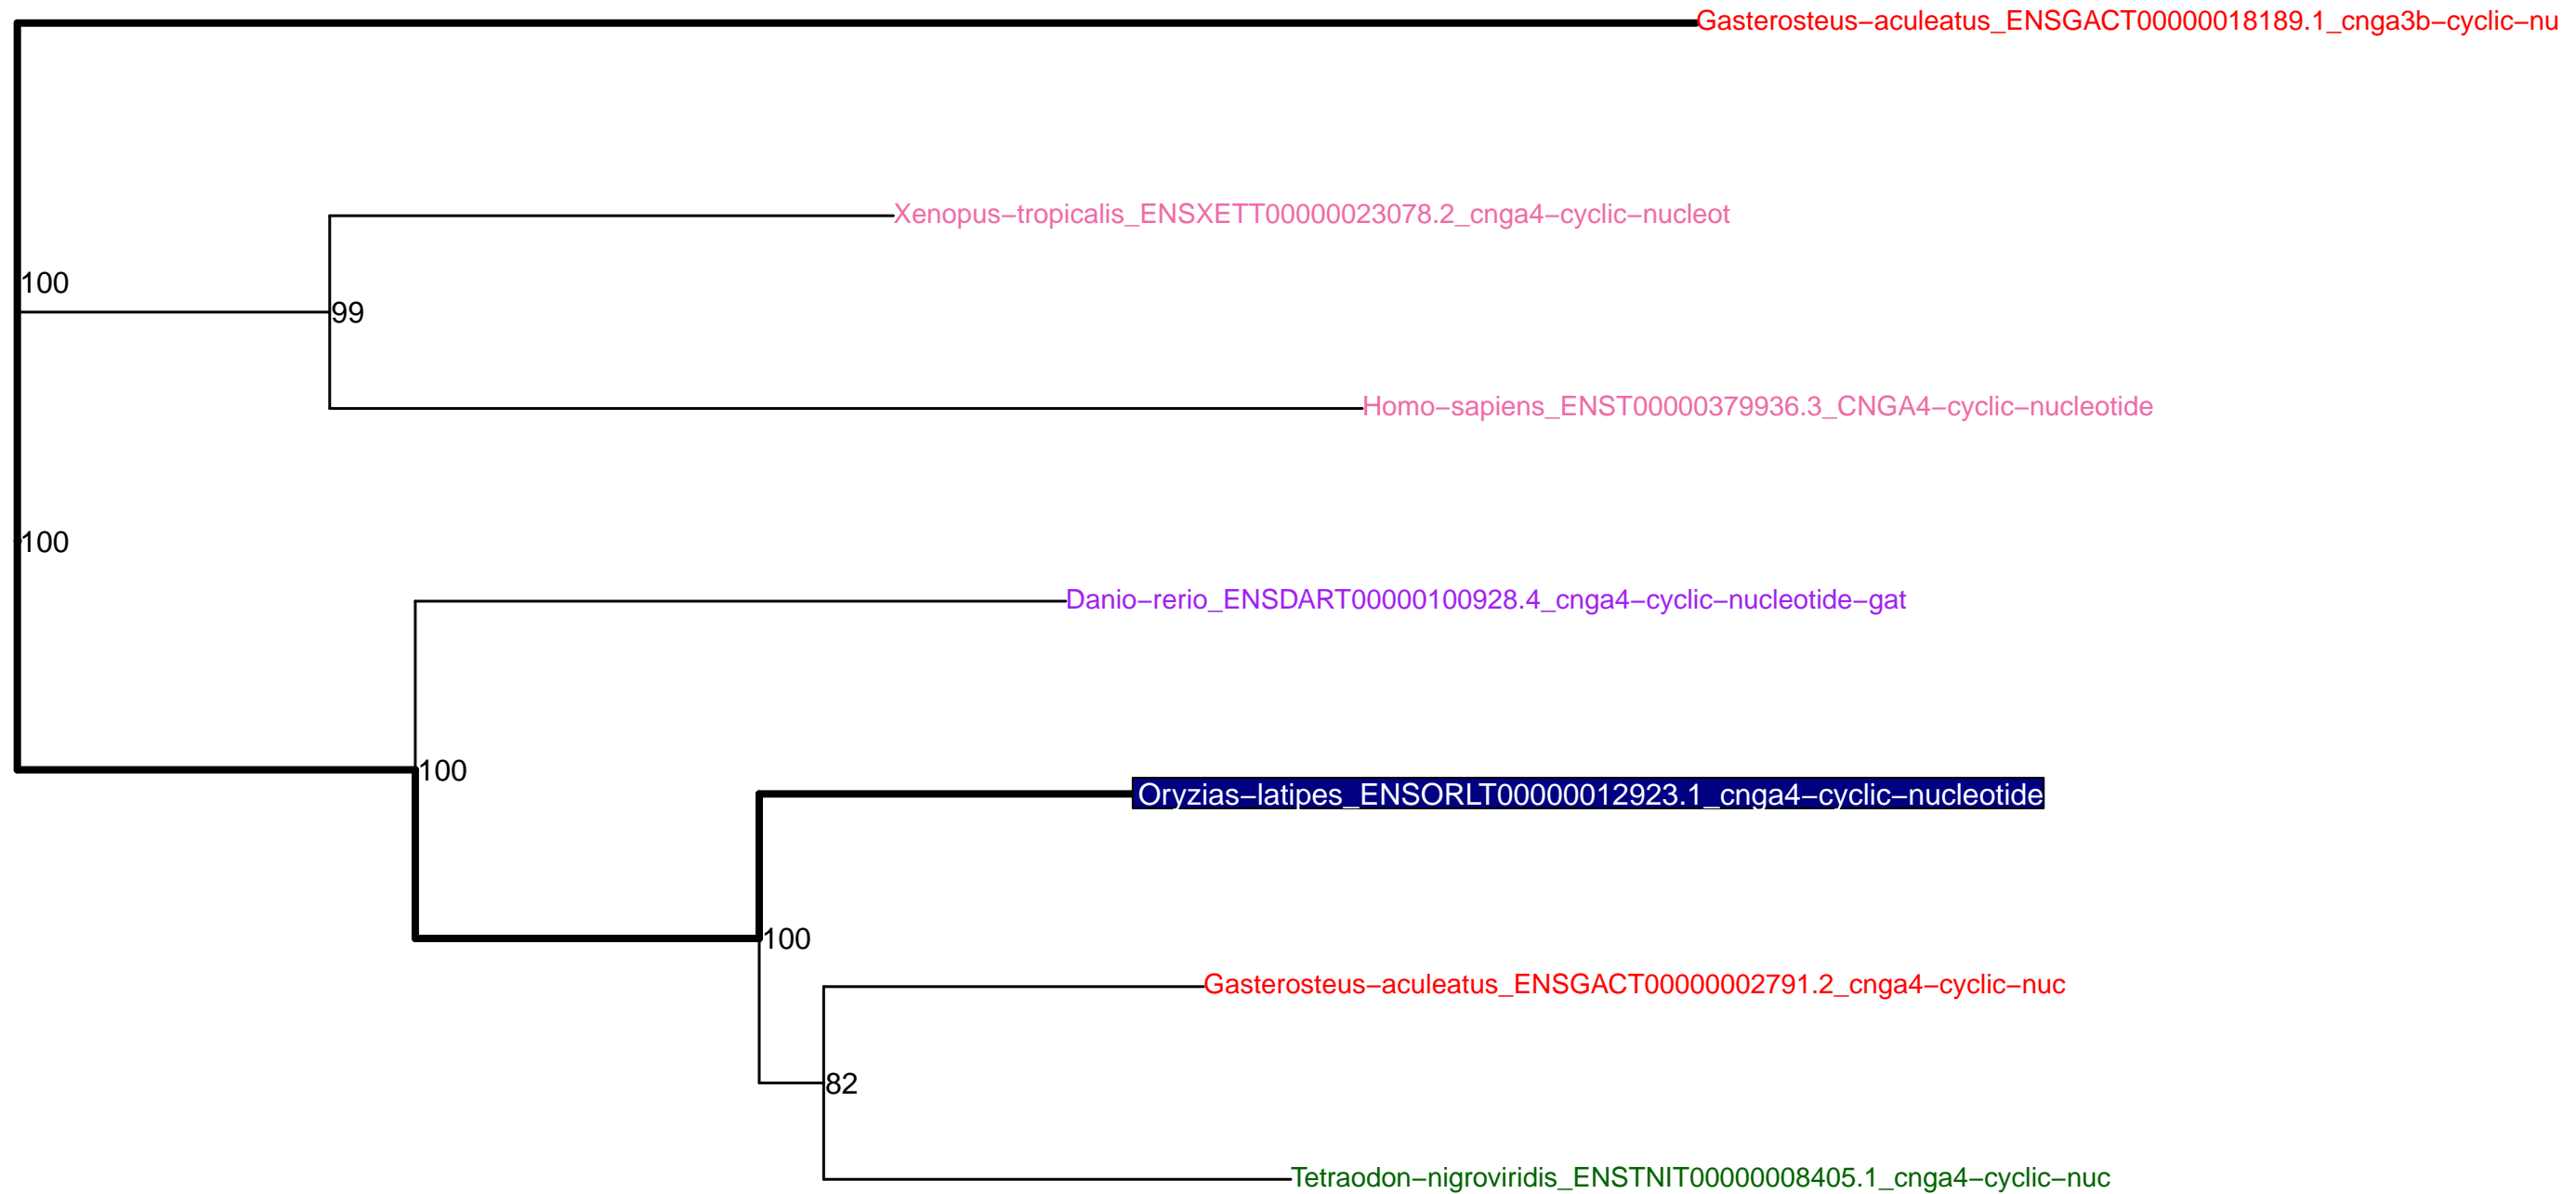 Gasterosteus−aculeatus_ENSGACT00000018189.1_cnga3b−cyclic−nu
Xenopus−tropicalis_ENSXETT00000023078.2_cnga4−cyclic−nucleot
100
99
Homo−sapiens_ENST00000379936.3_CNGA4−cyclic−nucleotide
100
Danio−rerio_ENSDART00000100928.4_cnga4−cyclic−nucleotide−gat
100
Oryzias−latipes_ENSORLT00000012923.1_cnga4−cyclic−nucleotide
100
Gasterosteus−aculeatus_ENSGACT00000002791.2_cnga4−cyclic−nuc
82
Tetraodon−nigroviridis_ENSTNIT00000008405.1_cnga4−cyclic−nuc